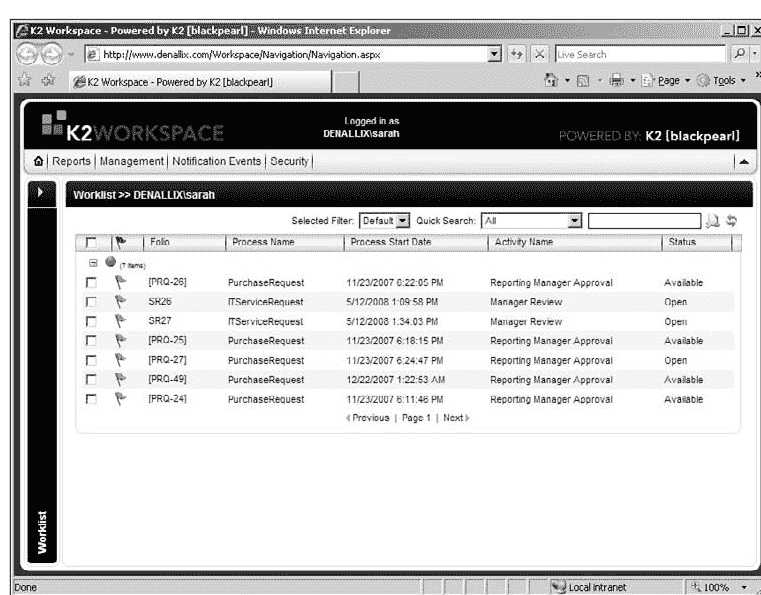 K2 Workspace - Powered by K2 [blackpearl] - Windows Internet Explorer
http://www.denallix.com/Workspace/Navigation/Navigation.aspx Live Search
K2 Workspace - Powered by K2 [blackpearl] Page Tools
K2WORKSPACE Logged in as DENALLIX\sarah POWERED BY: K2 [blackpearl]
Reports | Management | Notification Events | Security |
Worklist >> DENALLIX\sarah
Selected Filter: Default Quick Search: All
Folio Process Name Process Start Date Activity Name Status
(7 Items)
[PRQ-26] PurchaseRequest 11/23/2007 6:22:05 PM Reporting Manager Approval Available
SR26 ITServiceRequest 5/12/2008 1:09:58 PM Manager Review Open
SR27 ITServiceRequest 5/12/2008 1:34:03 PM Manager Review Open
[PRQ-25] PurchaseRequest 11/23/2007 6:18:15 PM Reporting Manager Approval Available
[PRQ-27] PurchaseRequest 11/23/2007 6:24:47 PM Reporting Manager Approval Open
[PRQ-49] PurchaseRequest 12/22/2007 1:22:53 AM Reporting Manager Approval Available
[PRQ-24] PurchaseRequest 11/23/2007 6:11:46 PM Reporting Manager Approval Available
Previous | Page 1 | Next
Worklist
Done Local intranet 100%